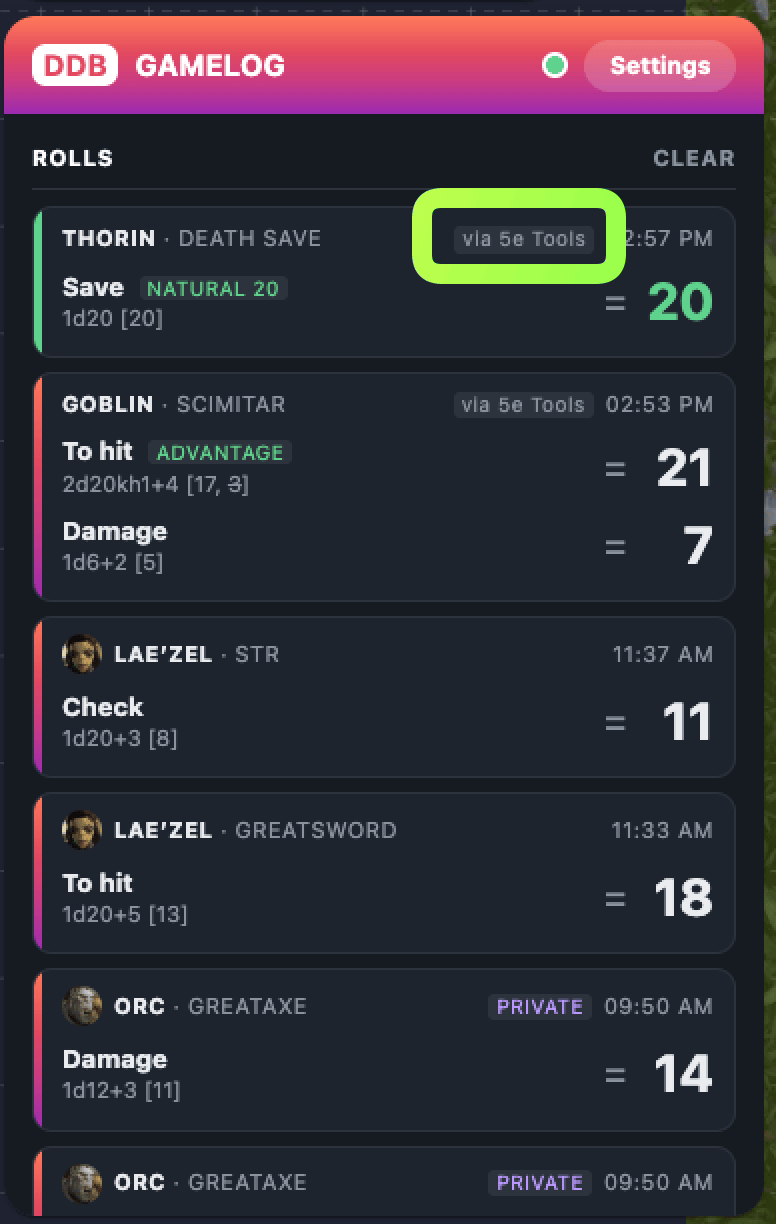 DDB GAMELOG Settings
ROLLS CLEAR
THORIN · DEATH SAVE via 5e Tools 2:57 PM
Save NATURAL 20
1d20 [20] = 20
GOBLIN · SCIMITAR via 5e Tools 02:53 PM
To hit ADVANTAGE
2d20kh1+4 [17, 3] = 21
Damage
1d6+2 [5] = 7
LAE'ZEL · STR 11:37 AM
Check
1d20+3 [8] = 11
LAE'ZEL · GREATSWORD 11:33 AM
To hit
1d20+5 [13] = 18
ORC · GREATAXE PRIVATE 09:50 AM
Damage
1d12+3 [11] = 14
ORC · GREATAXE PRIVATE 09:50 AM